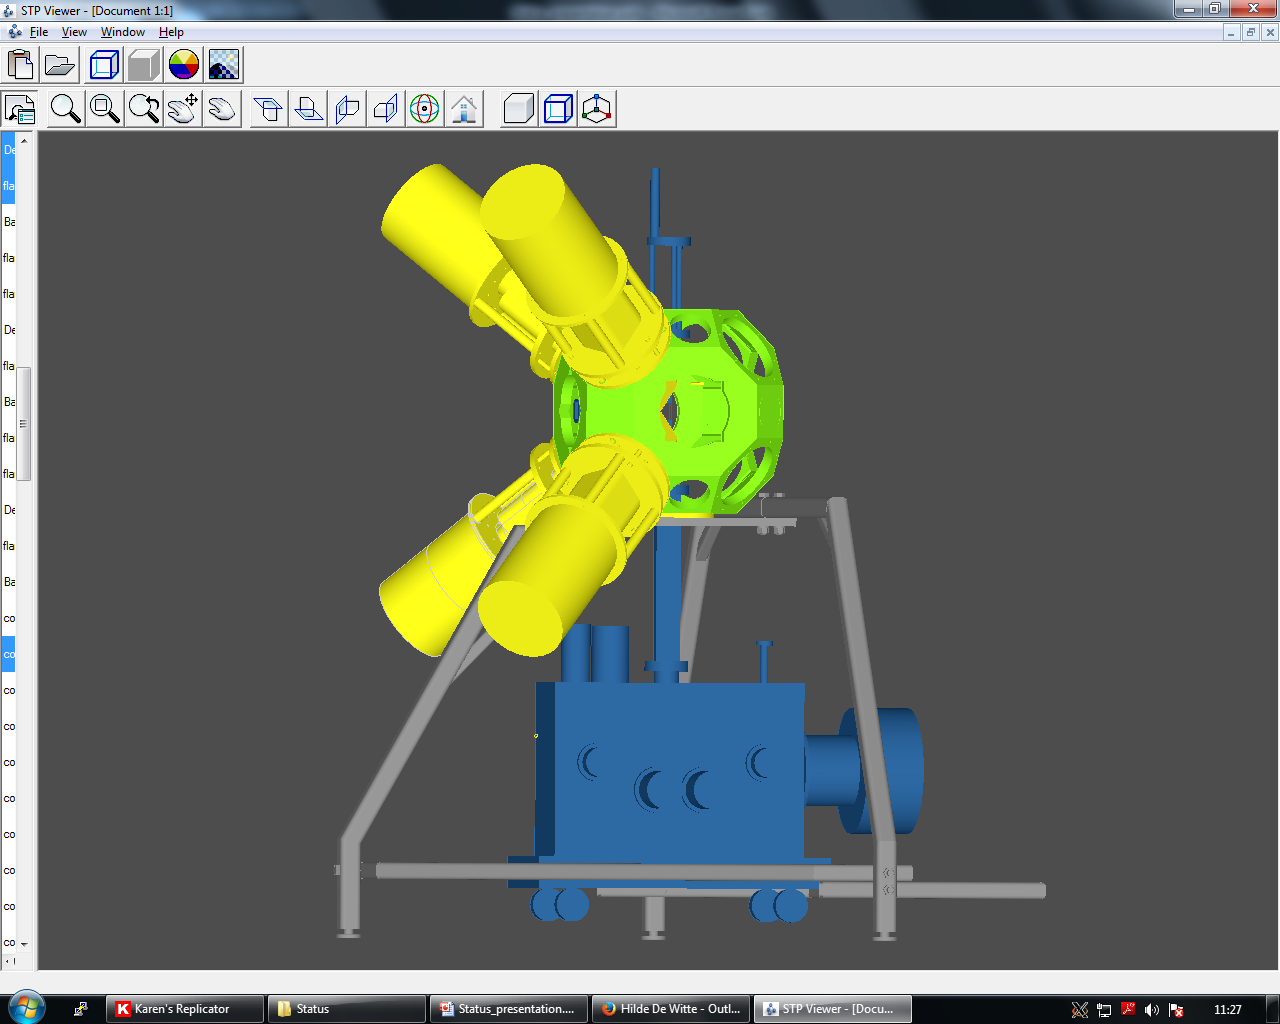 STP Viewer - [Document 1:1]
File View Window Help
De
fla
Ba
fla
fla
De
fla
Ba
fla
fla
De
fla
Ba
co
co
co
co
co
co
co
co
co
co
Karen's Replicator
Status
Status_presentation....
Hilde De Witte - Outl...
STP Viewer - [Docu...
11:27